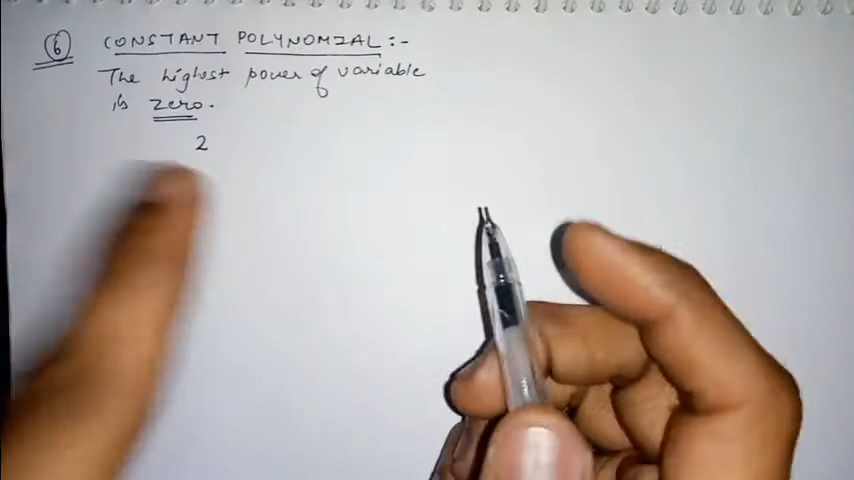 6 CONSTANT POLYNOMIAL :-
The highest power of variable
is zero.
2